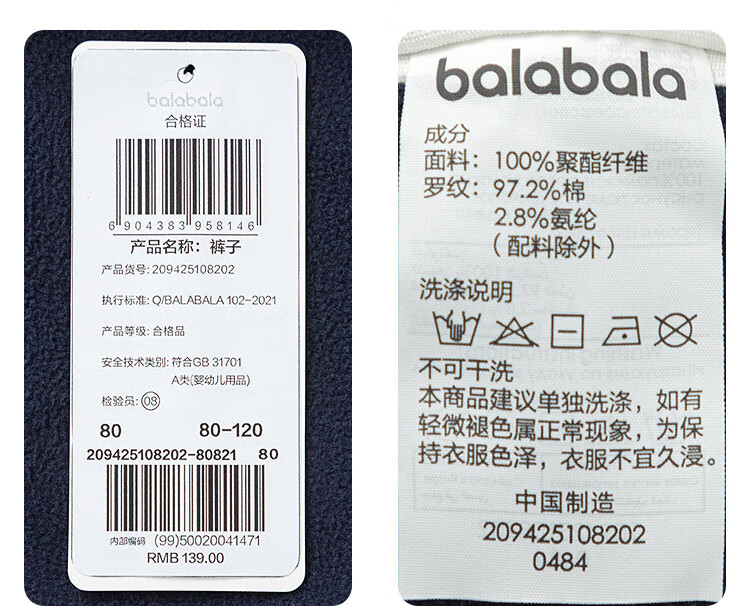 balabala
合格证
6 904383 958146
产品名称：裤子
产品货号: 209425108202
执行标准: Q/BALABALA 102-2021
产品等级: 合格品
安全技术类别: 符合GB 31701
A类(婴幼儿用品)
检验员: 08
80 80-120
209425108202-80821 80
内部编码 (99)50020041471
RMB 139.00
balabala
成分
面料：100%聚酯纤维
罗纹：97.2%棉
2.8%氨纶
（配料除外）
洗涤说明
不可干洗
本商品建议单独洗涤，如有
轻微褪色属正常现象，为保
持衣服色泽，衣服不宜久浸。
中国制造
209425108202
0484